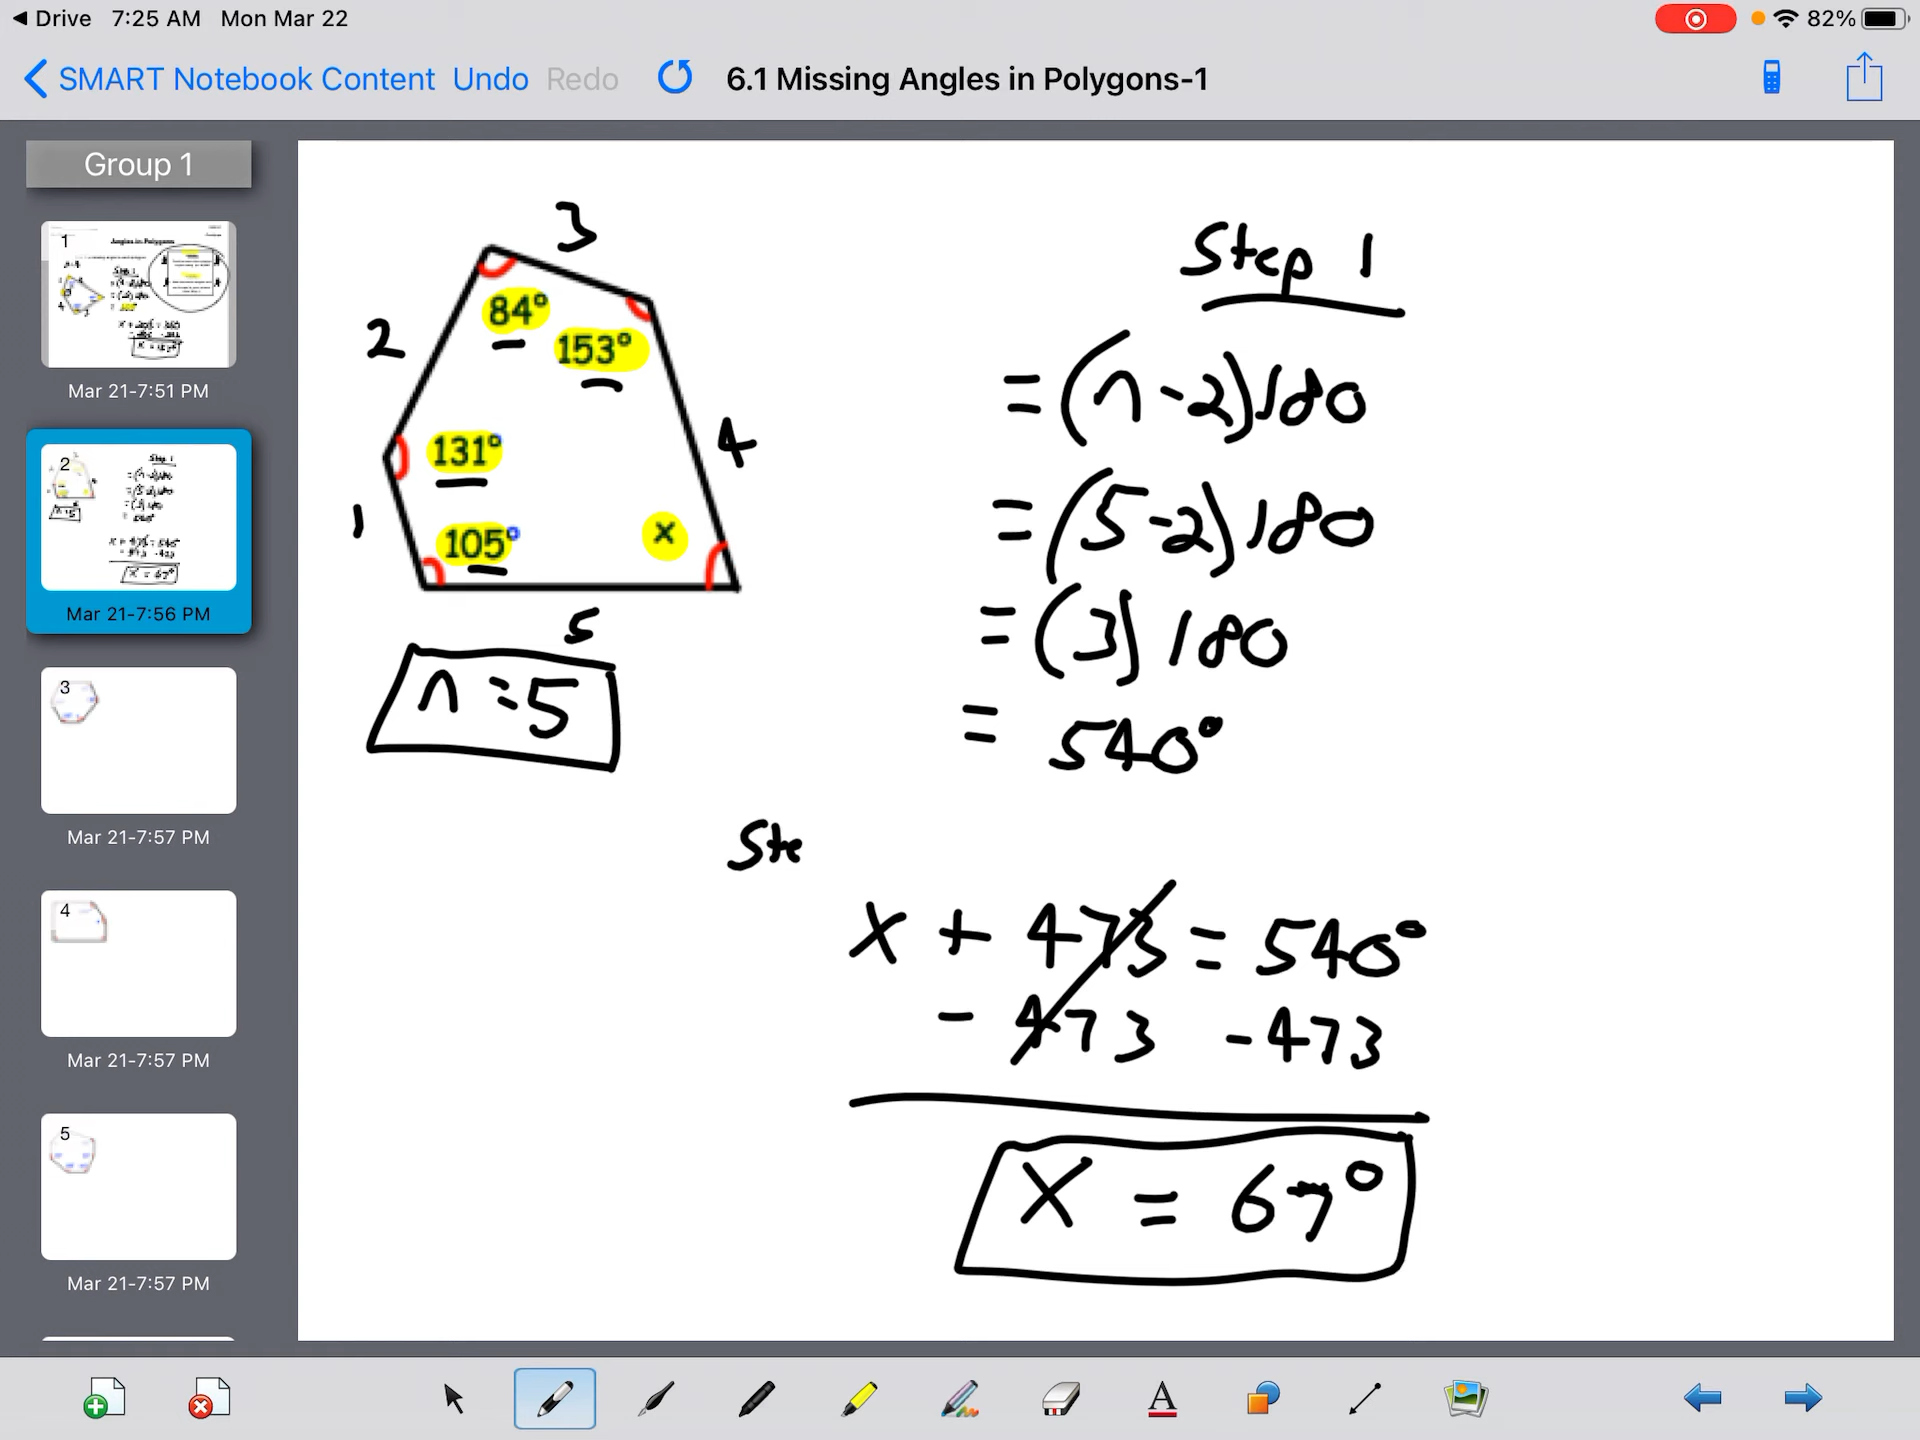 Drive 7:25 AM Mon Mar 22 82%
SMART Notebook Content Undo Redo 6.1 Missing Angles in Polygons-1
Group 1
1
Angles in Polygons
Mar 21-7:51 PM
2
Mar 21-7:56 PM
3
Mar 21-7:57 PM
4
Mar 21-7:57 PM
5
Mar 21-7:57 PM
3
84°
153°
2
131°
4
1
105°
x
5
n = 5
Step 1
= (n - 2) 180
= (5 - 2) 180
= (3) 180
= 540°
Ste
x + 473 = 540°
- 473 - 473
x = 67°
A